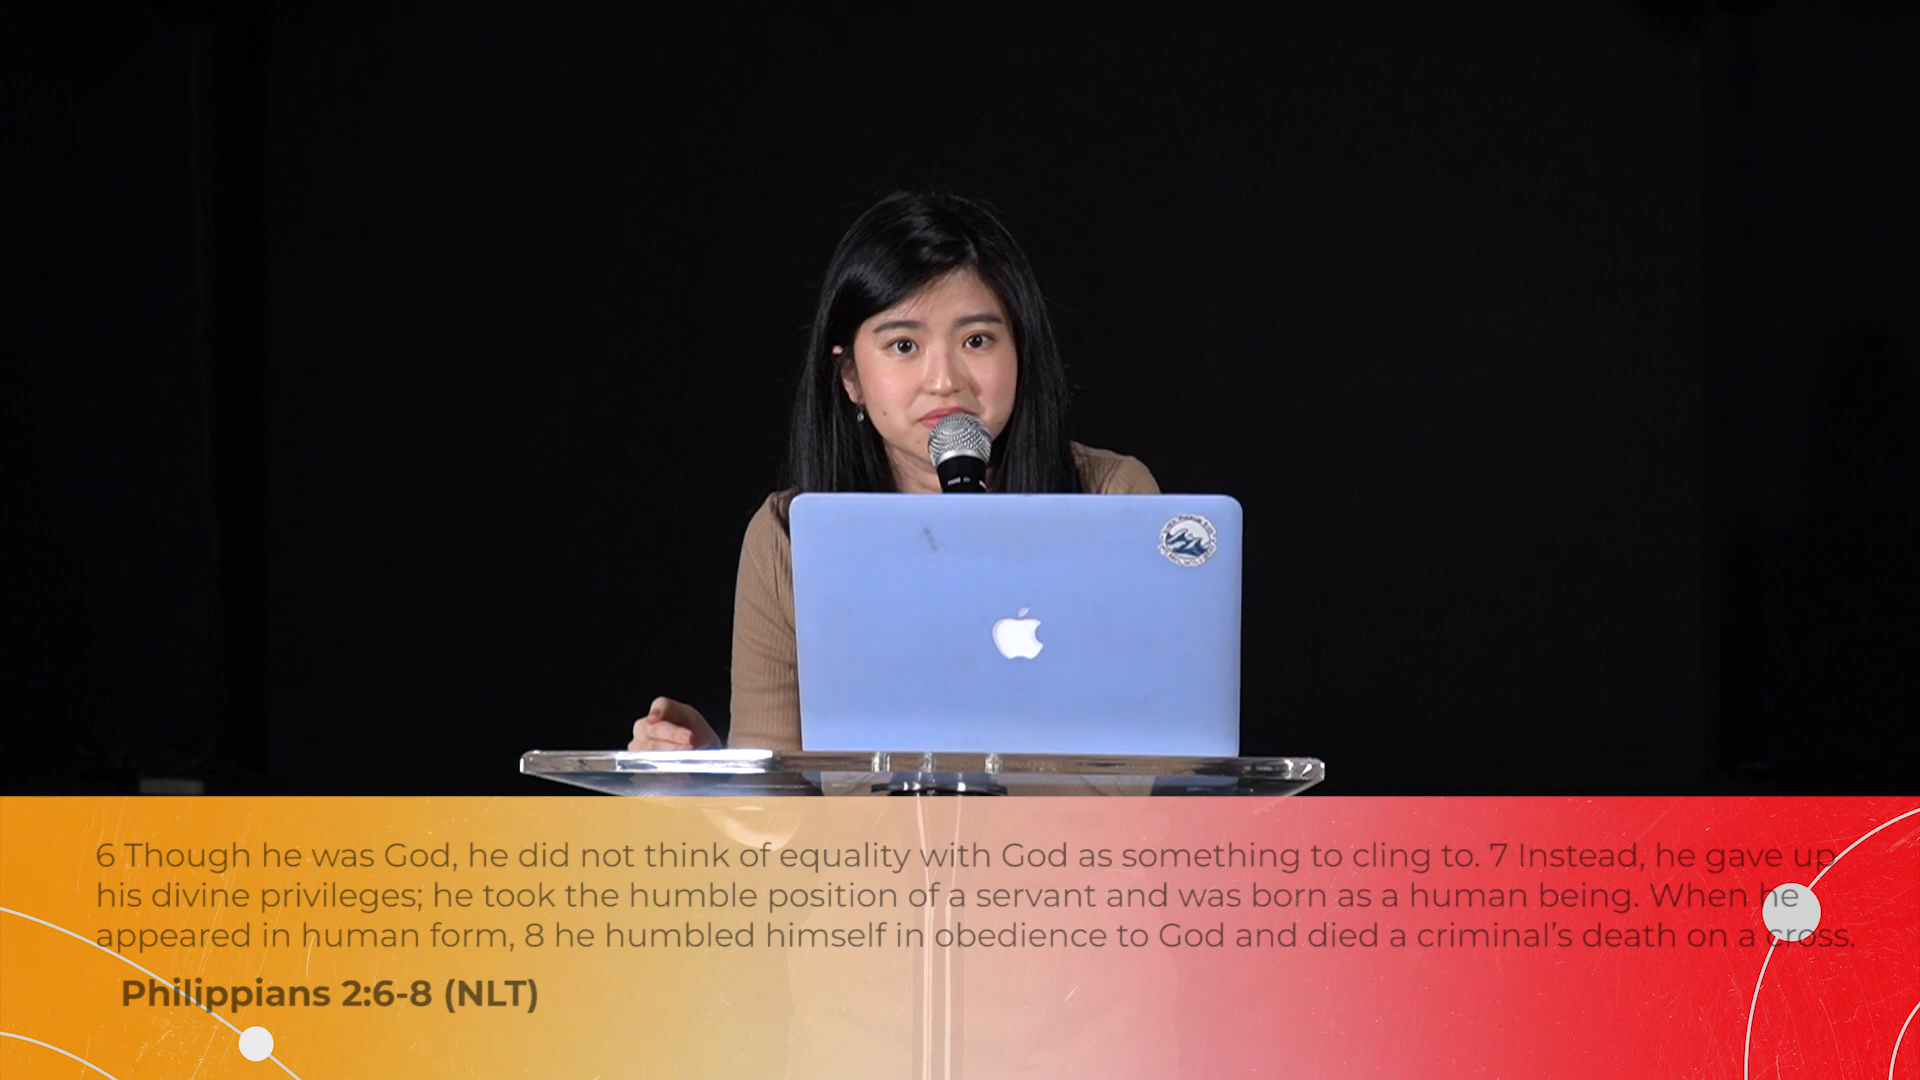 6 Though he was God, he did not think of equality with God as something to cling to. 7 Instead, he gave up
his divine privileges; he took the humble position of a servant and was born as a human being. When he
appeared in human form, 8 he humbled himself in obedience to God and died a criminal’s death on a cross.
Philippians 2:6-8 (NLT)